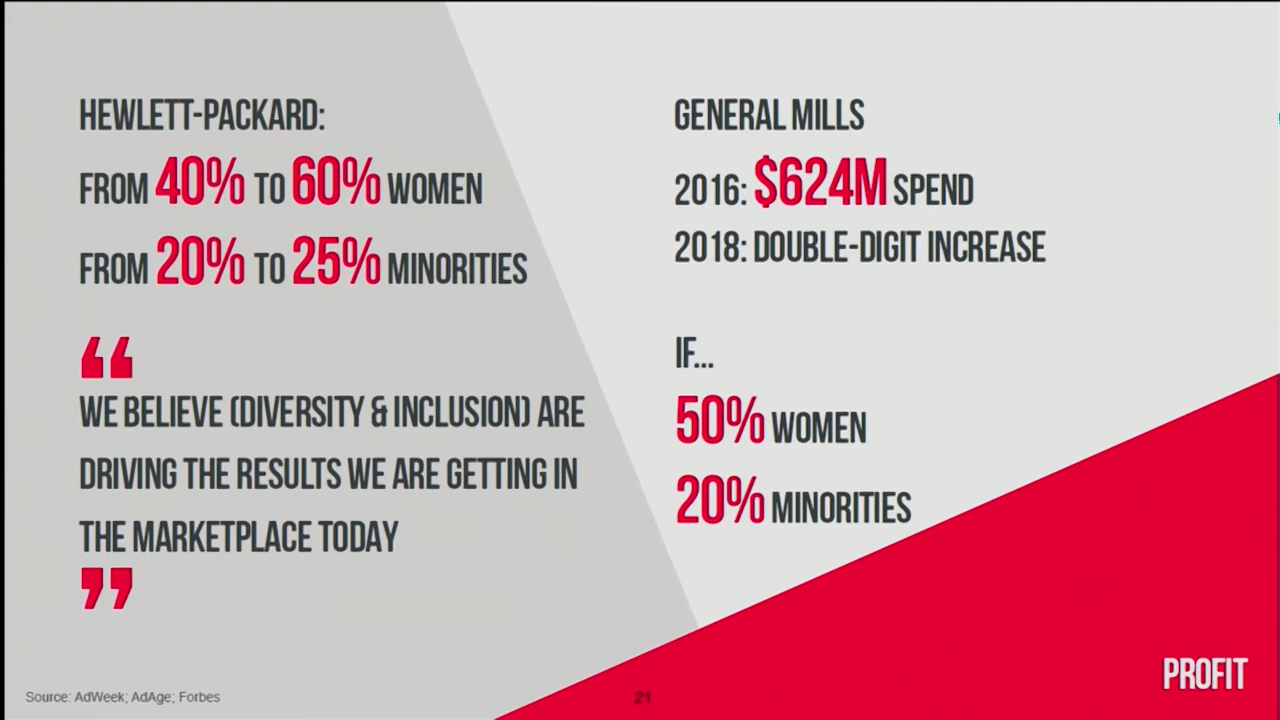 HEWLETT-PACKARD:
FROM 40% TO 60% WOMEN
FROM 20% TO 25% MINORITIES
“
WE BELIEVE (DIVERSITY & INCLUSION) ARE
DRIVING THE RESULTS WE ARE GETTING IN
THE MARKETPLACE TODAY
”
GENERAL MILLS
2016: $624M SPEND
2018: DOUBLE-DIGIT INCREASE
IF...
50% WOMEN
20% MINORITIES
PROFIT
Source: AdWeek; AdAge; Forbes
21